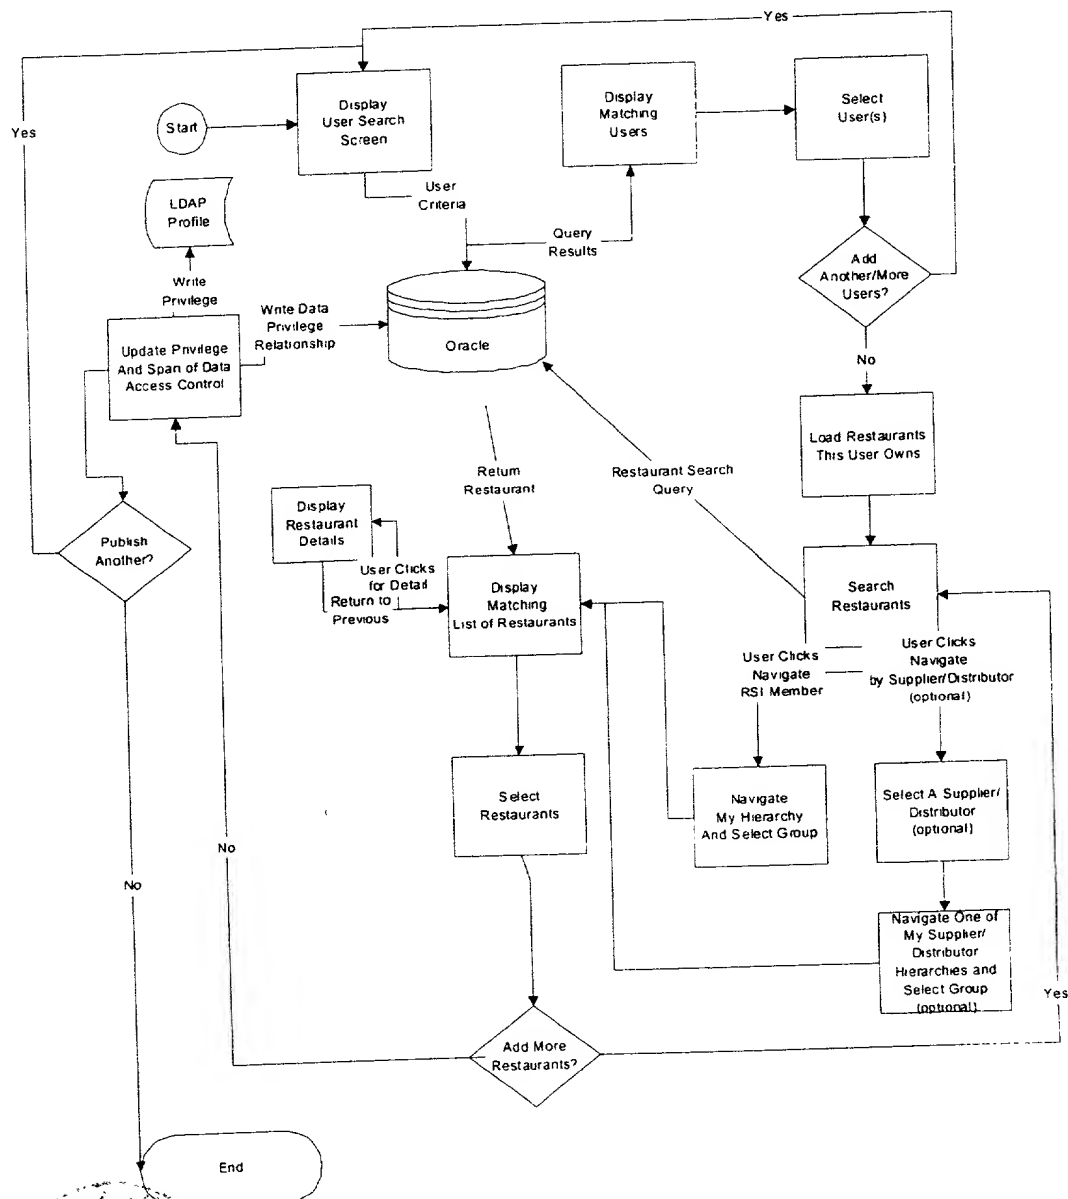 Yes
Yes
Start
Display
User Search
Screen
Display
Matching
Users
Select
User(s)
LDAP
Profile
User
Criteria
Query
Results
Add
Another/More
Users?
Write
Privilege
Write Data
Privilege
Relationship
Oracle
Update Privilege
And Span of Data
Access Control
No
Load Restaurants
This User Owns
Return
Restaurant
Restaurant Search
Query
Display
Restaurant
Details
Publish
Another?
User Clicks
for Detail
Return to
Previous
Display
Matching
List of Restaurants
Search
Restaurants
User Clicks
Navigate
RSI Member
User Clicks
Navigate
by Supplier/Distributor
(optional)
Select
Restaurants
Navigate
My Hierarchy
And Select Group
Select A Supplier/
Distributor
(optional)
No
No
Navigate One of
My Supplier/
Distributor
Hierarchies and
Select Group
(optional)
Yes
Add More
Restaurants?
End